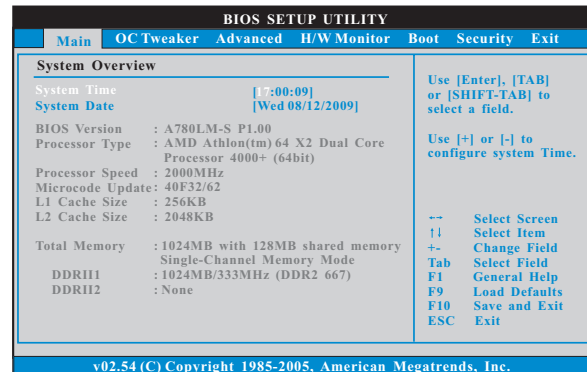 BIOS SETUP UTILITY
Main OC Tweaker Advanced H/W Monitor Boot Security Exit
System Overview
System Time [17:00:09]
System Date [Wed 08/12/2009]
BIOS Version : A780LM-S P1.00
Processor Type : AMD Athlon(tm) 64 X2 Dual Core
Processor 4000+ (64bit)
Processor Speed : 2000MHz
Microcode Update : 40F32/62
L1 Cache Size : 256KB
L2 Cache Size : 2048KB
Total Memory : 1024MB with 128MB shared memory
Single-Channel Memory Mode
DDRII1 : 1024MB/333MHz (DDR2 667)
DDRII2 : None
Use [Enter], [TAB]
or [SHIFT-TAB] to
select a field.
Use [+] or [-] to
configure system Time.
←→ Select Screen
↑↓ Select Item
+- Change Field
Tab Select Field
F1 General Help
F9 Load Defaults
F10 Save and Exit
ESC Exit
v02.54 (C) Copyright 1985-2005, American Megatrends, Inc.